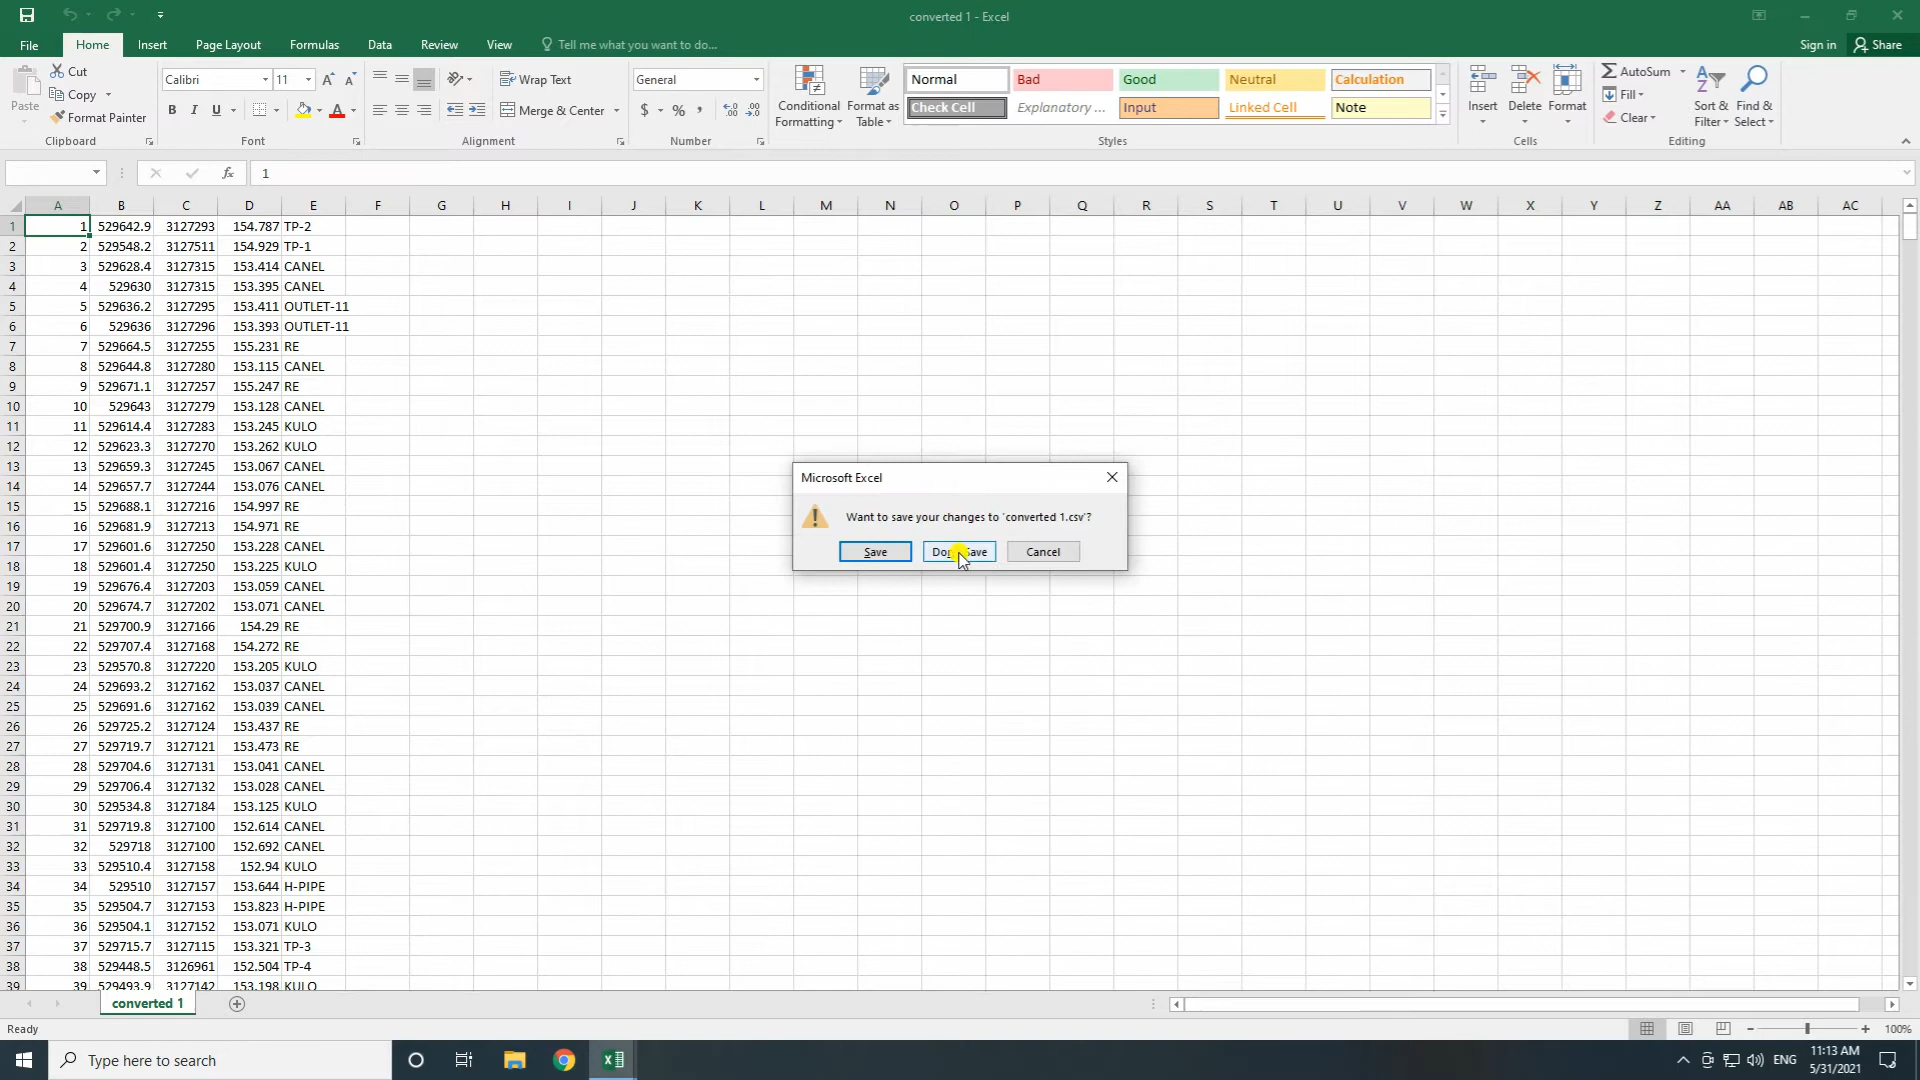 converted 1 - Excel
File Home Insert Page Layout Formulas Data Review View Tell me what you want to do... Sign in Share
Paste Cut Copy Format Painter Clipboard
Calibri 11 B I U A Font
Wrap Text Merge & Center Alignment
General $ % Number
Conditional Formatting Format as Table
Normal Bad Good Neutral Calculation
Check Cell Explanatory ... Input Linked Cell Note
Styles
Insert Delete Format Cells
AutoSum Fill Clear Sort & Filter Find & Select Editing
fx 1
A B C D E F G H I J K L M N O P Q R S T U V W X Y Z AA AB AC
1 1 529642.9 3127293 154.787 TP-2
2 2 529548.2 3127511 154.929 TP-1
3 3 529628.4 3127315 153.414 CANEL
4 4 529630 3127315 153.395 CANEL
5 5 529636.2 3127295 153.411 OUTLET-11
6 6 529636 3127296 153.393 OUTLET-11
7 7 529664.5 3127255 155.231 RE
8 8 529644.8 3127280 153.115 CANEL
9 9 529671.1 3127257 155.247 RE
10 10 529643 3127279 153.128 CANEL
11 11 529614.4 3127283 153.245 KULO
12 12 529623.3 3127270 153.262 KULO
13 13 529659.3 3127245 153.067 CANEL
14 14 529657.7 3127244 153.076 CANEL
15 15 529688.1 3127216 154.997 RE
16 16 529681.9 3127213 154.971 RE
17 17 529601.6 3127250 153.228 CANEL
18 18 529601.4 3127250 153.225 KULO
19 19 529676.4 3127203 153.059 CANEL
20 20 529674.7 3127202 153.071 CANEL
21 21 529700.9 3127166 154.29 RE
22 22 529707.4 3127168 154.272 RE
23 23 529570.8 3127220 153.205 KULO
24 24 529693.2 3127162 153.037 CANEL
25 25 529691.6 3127162 153.039 CANEL
26 26 529725.2 3127124 153.437 RE
27 27 529719.7 3127121 153.473 RE
28 28 529704.6 3127131 153.041 CANEL
29 29 529706.4 3127132 153.028 CANEL
30 30 529534.8 3127184 153.125 KULO
31 31 529719.8 3127100 152.614 CANEL
32 32 529718 3127100 152.692 CANEL
33 33 529510.4 3127158 152.94 KULO
34 34 529510 3127157 153.644 H-PIPE
35 35 529504.7 3127153 153.823 H-PIPE
36 36 529504.1 3127152 153.071 KULO
37 37 529715.7 3127115 153.321 TP-3
38 38 529448.5 3126961 152.504 TP-4
39 39 529493.9 3127142 153.198 KULO
Microsoft Excel
Want to save your changes to 'converted 1.csv'?
Save Cancel
converted 1
Ready 100%
Type here to search ENG 11:13 AM
5/31/2021